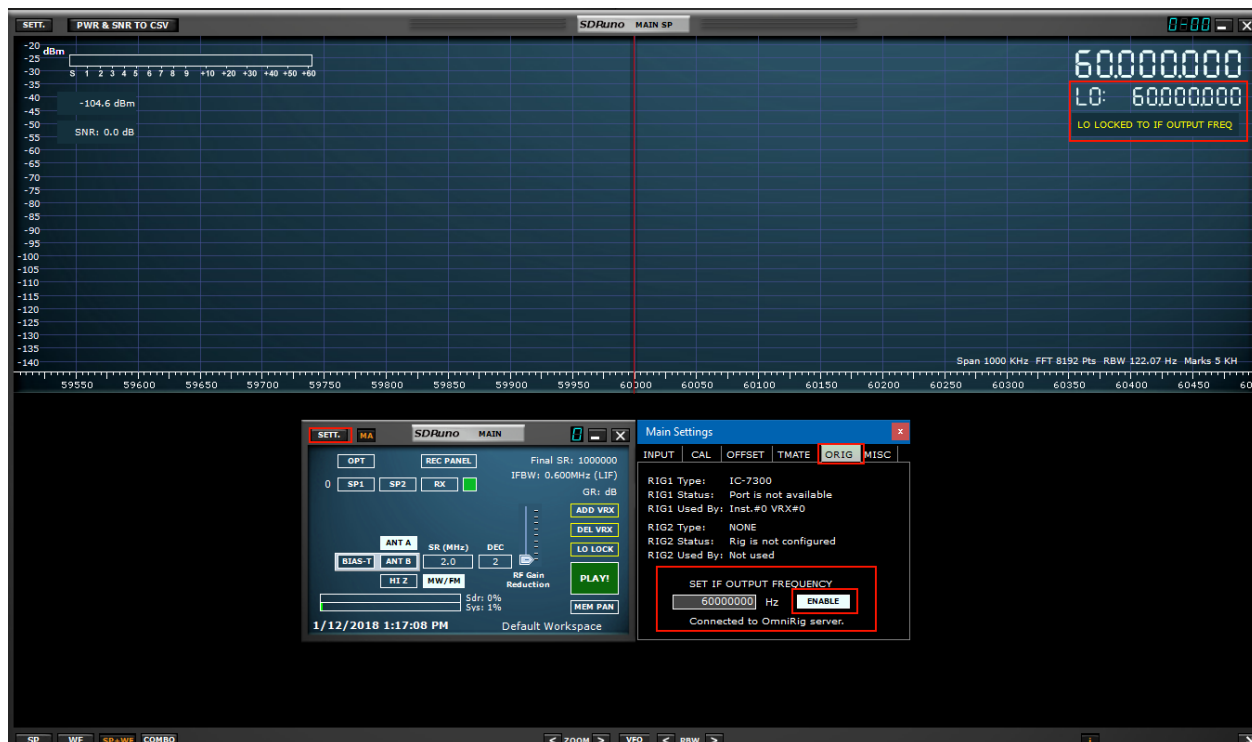 SETT. PWR & SNR TO CSV SDRuno MAIN SP 0-00
-20 dBm
-25
-30 S 1 2 3 4 5 6 7 8 9 +10 +20 +30 +40 +50 +60
60.000.000
-35
-40 -104.6 dBm LO: 60.000.000
-45
-50 SNR: 0.0 dB LO LOCKED TO IF OUTPUT FREQ
-55
-60
-65
-70
-75
-80
-85
-90
-95
-100
-105
-110
-115
-120
-125
-130
-135
-140 Span 1000 KHz FFT 8192 Pts RBW 122.07 Hz Marks 5 KH
59550 59600 59650 59700 59750 59800 59850 59900 59950 60000 60050 60100 60150 60200 60250 60300 60350 60400 60450 60
SETT. MA SDRuno MAIN 0
OPT REC PANEL Final SR: 1000000
IFBW: 0.600MHz (LIF)
0 SP1 SP2 RX
GR: dB
ADD VRX
DEL VRX
ANT A SR (MHz) DEC LO LOCK
BIAS-T ANT B 2.0 2
HI Z MW/FM RF Gain Reduction PLAY!
Sdr: 0%
Sys: 1% MEM PAN
1/12/2018 1:17:08 PM Default Workspace
Main Settings x
INPUT CAL OFFSET TMATE ORIG MISC
RIG1 Type: IC-7300
RIG1 Status: Port is not available
RIG1 Used By: Inst.#0 VRX#0
RIG2 Type: NONE
RIG2 Status: Rig is not configured
RIG2 Used By: Not used
SET IF OUTPUT FREQUENCY
60000000 Hz ENABLE
Connected to OmniRig server.
SP WF SP+WF COMBO < ZOOM > VFO < RBW > i